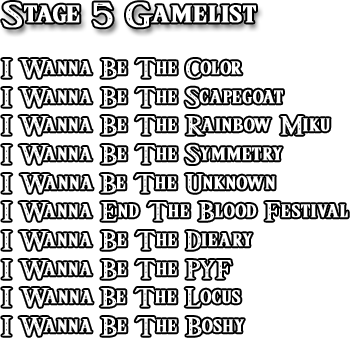 Stage 5 Gamelist
I Wanna Be The Color
I Wanna Be The Scapegoat
I Wanna Be The Rainbow Miku
I Wanna Be The Symmetry
I Wanna Be The Unknown
I Wanna End The Blood Festival
I Wanna Be The Dieary
I Wanna Be The PYF
I Wanna Be The Locus
I Wanna Be The Boshy